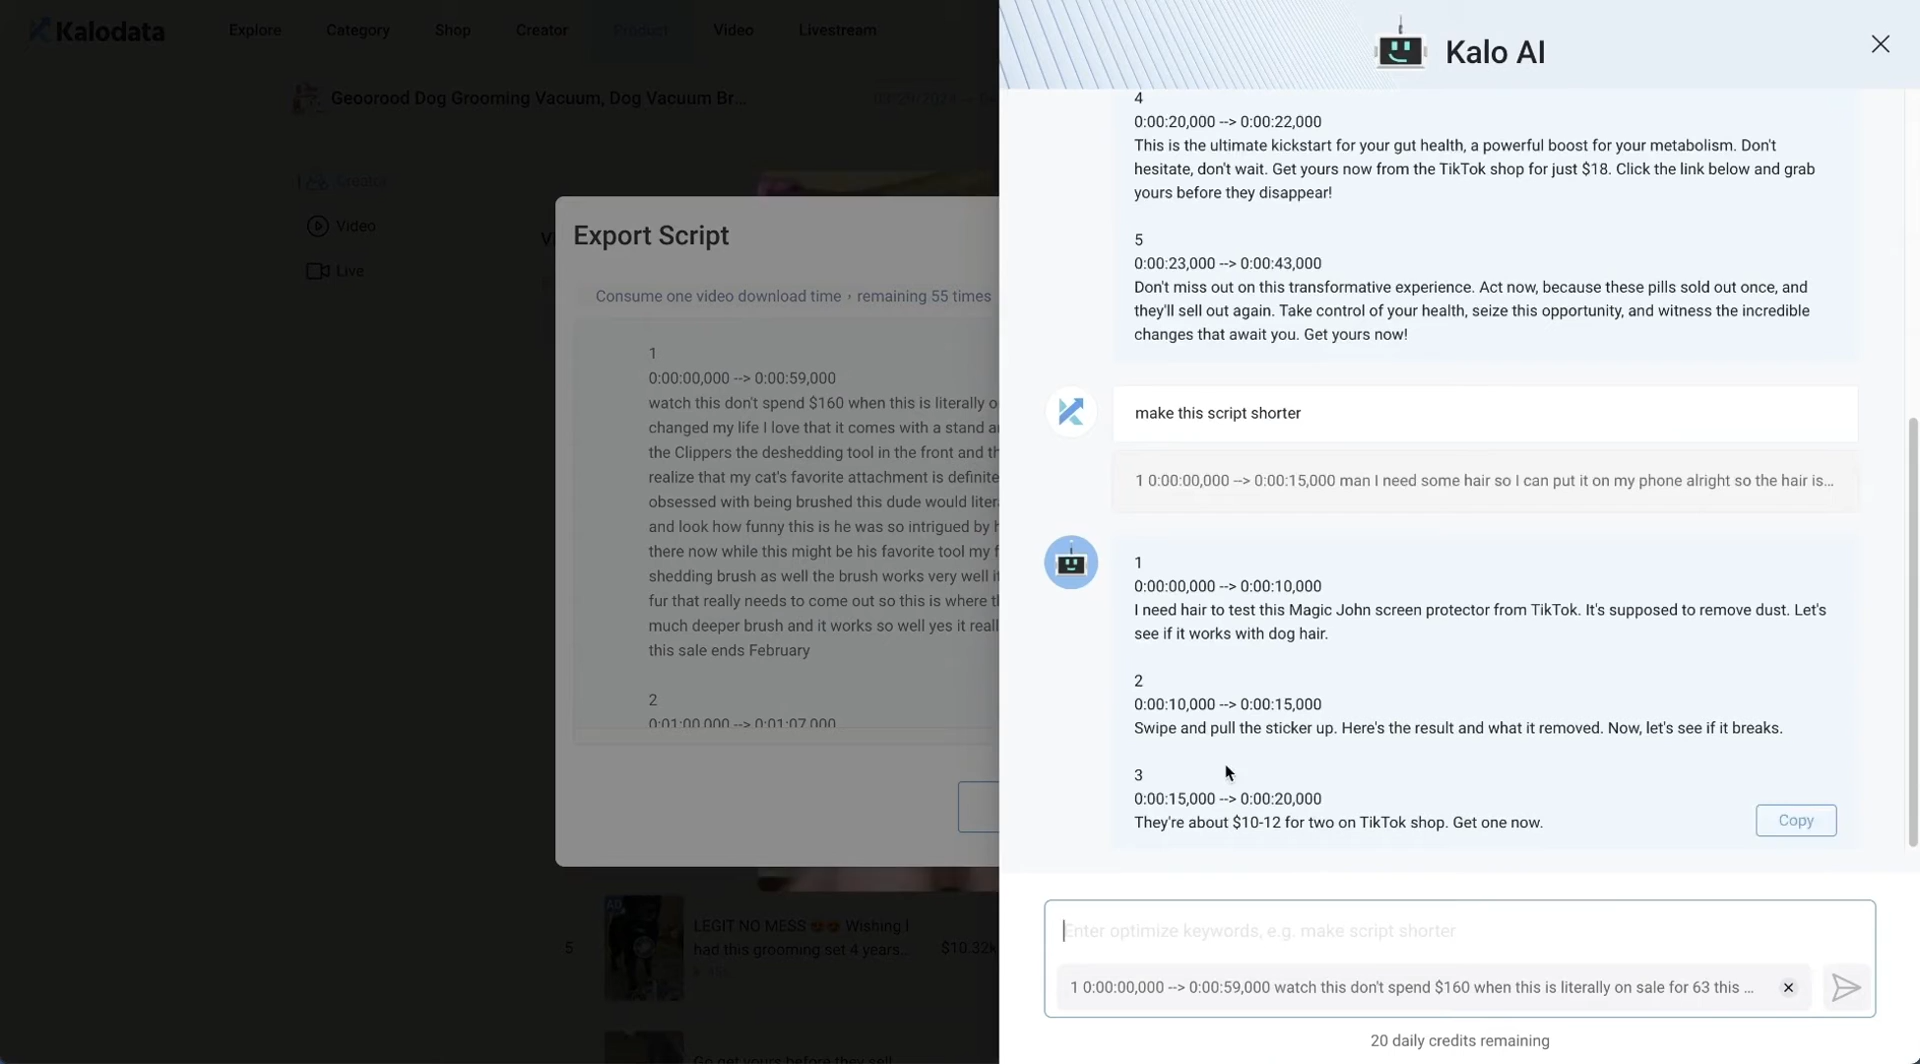 Kalodata
Explore
Category
Shop
Creator
Product
Video
Livestream
Geoorood Dog Grooming Vacuum, Dog Vacuum Br...
Creator
Video
Live
Export Script
Consume one video download time , remaining 55 times
1
0:00:00,000 --> 0:00:59,000
watch this don't spend $160 when this is literally o
changed my life I love that it comes with a stand a
the Clippers the deshedding tool in the front and th
realize that my cat's favorite attachment is definite
obsessed with being brushed this dude would liter
and look how funny this is he was so intrigued by h
there now while this might be his favorite tool my f
shedding brush as well the brush works very well i
fur that really needs to come out so this is where t
much deeper brush and it works so well yes it reall
this sale ends February
2
0:01:00,000 --> 0:01:07,000
AD
5
LEGIT NO MESS 😍😍 Wishing I
had this grooming set 4 years...
$10.32k
Go get yours before they sell
Kalo AI
4
0:00:20,000 --> 0:00:22,000
This is the ultimate kickstart for your gut health, a powerful boost for your metabolism. Don't
hesitate, don't wait. Get yours now from the TikTok shop for just $18. Click the link below and grab
yours before they disappear!
5
0:00:23,000 --> 0:00:43,000
Don't miss out on this transformative experience. Act now, because these pills sold out once, and
they'll sell out again. Take control of your health, seize this opportunity, and witness the incredible
changes that await you. Get yours now!
make this script shorter
1 0:00:00,000 --> 0:00:15,000 man I need some hair so I can put it on my phone alright so the hair is...
1
0:00:00,000 --> 0:00:10,000
I need hair to test this Magic John screen protector from TikTok. It's supposed to remove dust. Let's
see if it works with dog hair.
2
0:00:10,000 --> 0:00:15,000
Swipe and pull the sticker up. Here's the result and what it removed. Now, let's see if it breaks.
3
0:00:15,000 --> 0:00:20,000
They're about $10-12 for two on TikTok shop. Get one now.
Copy
Enter optimize keywords, e.g. make script shorter
1 0:00:00,000 --> 0:00:59,000 watch this don't spend $160 when this is literally on sale for 63 this ...
20 daily credits remaining